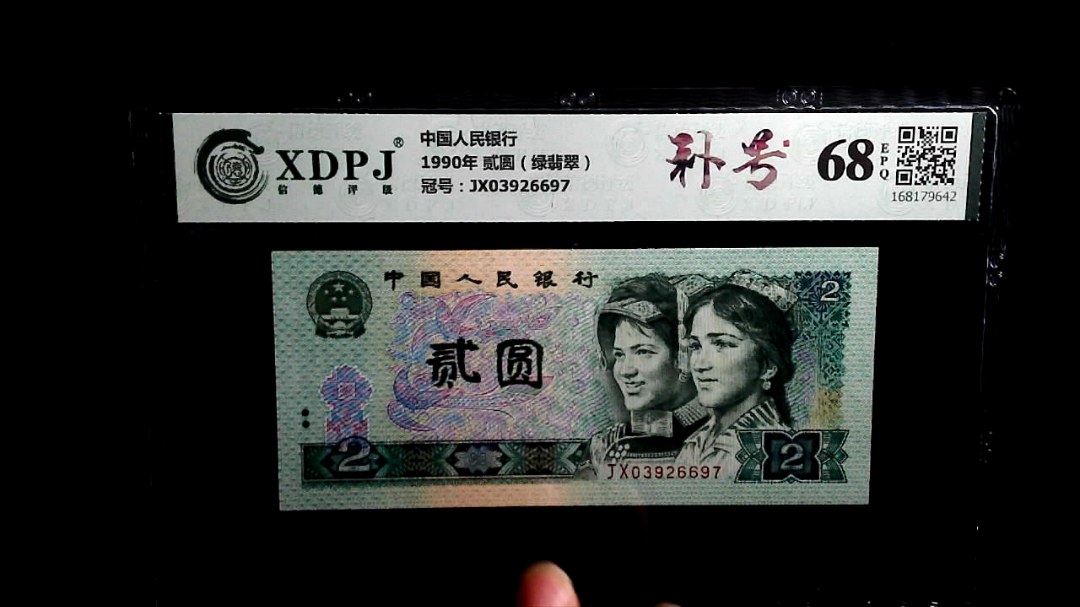 XDPJ®
信德评级
中国人民银行
1990年 贰圆（绿翡翠）
冠号：JX03926697
补号
68
EPQ
168179642
中国人民银行
2
贰圆
2
JX03926697
2